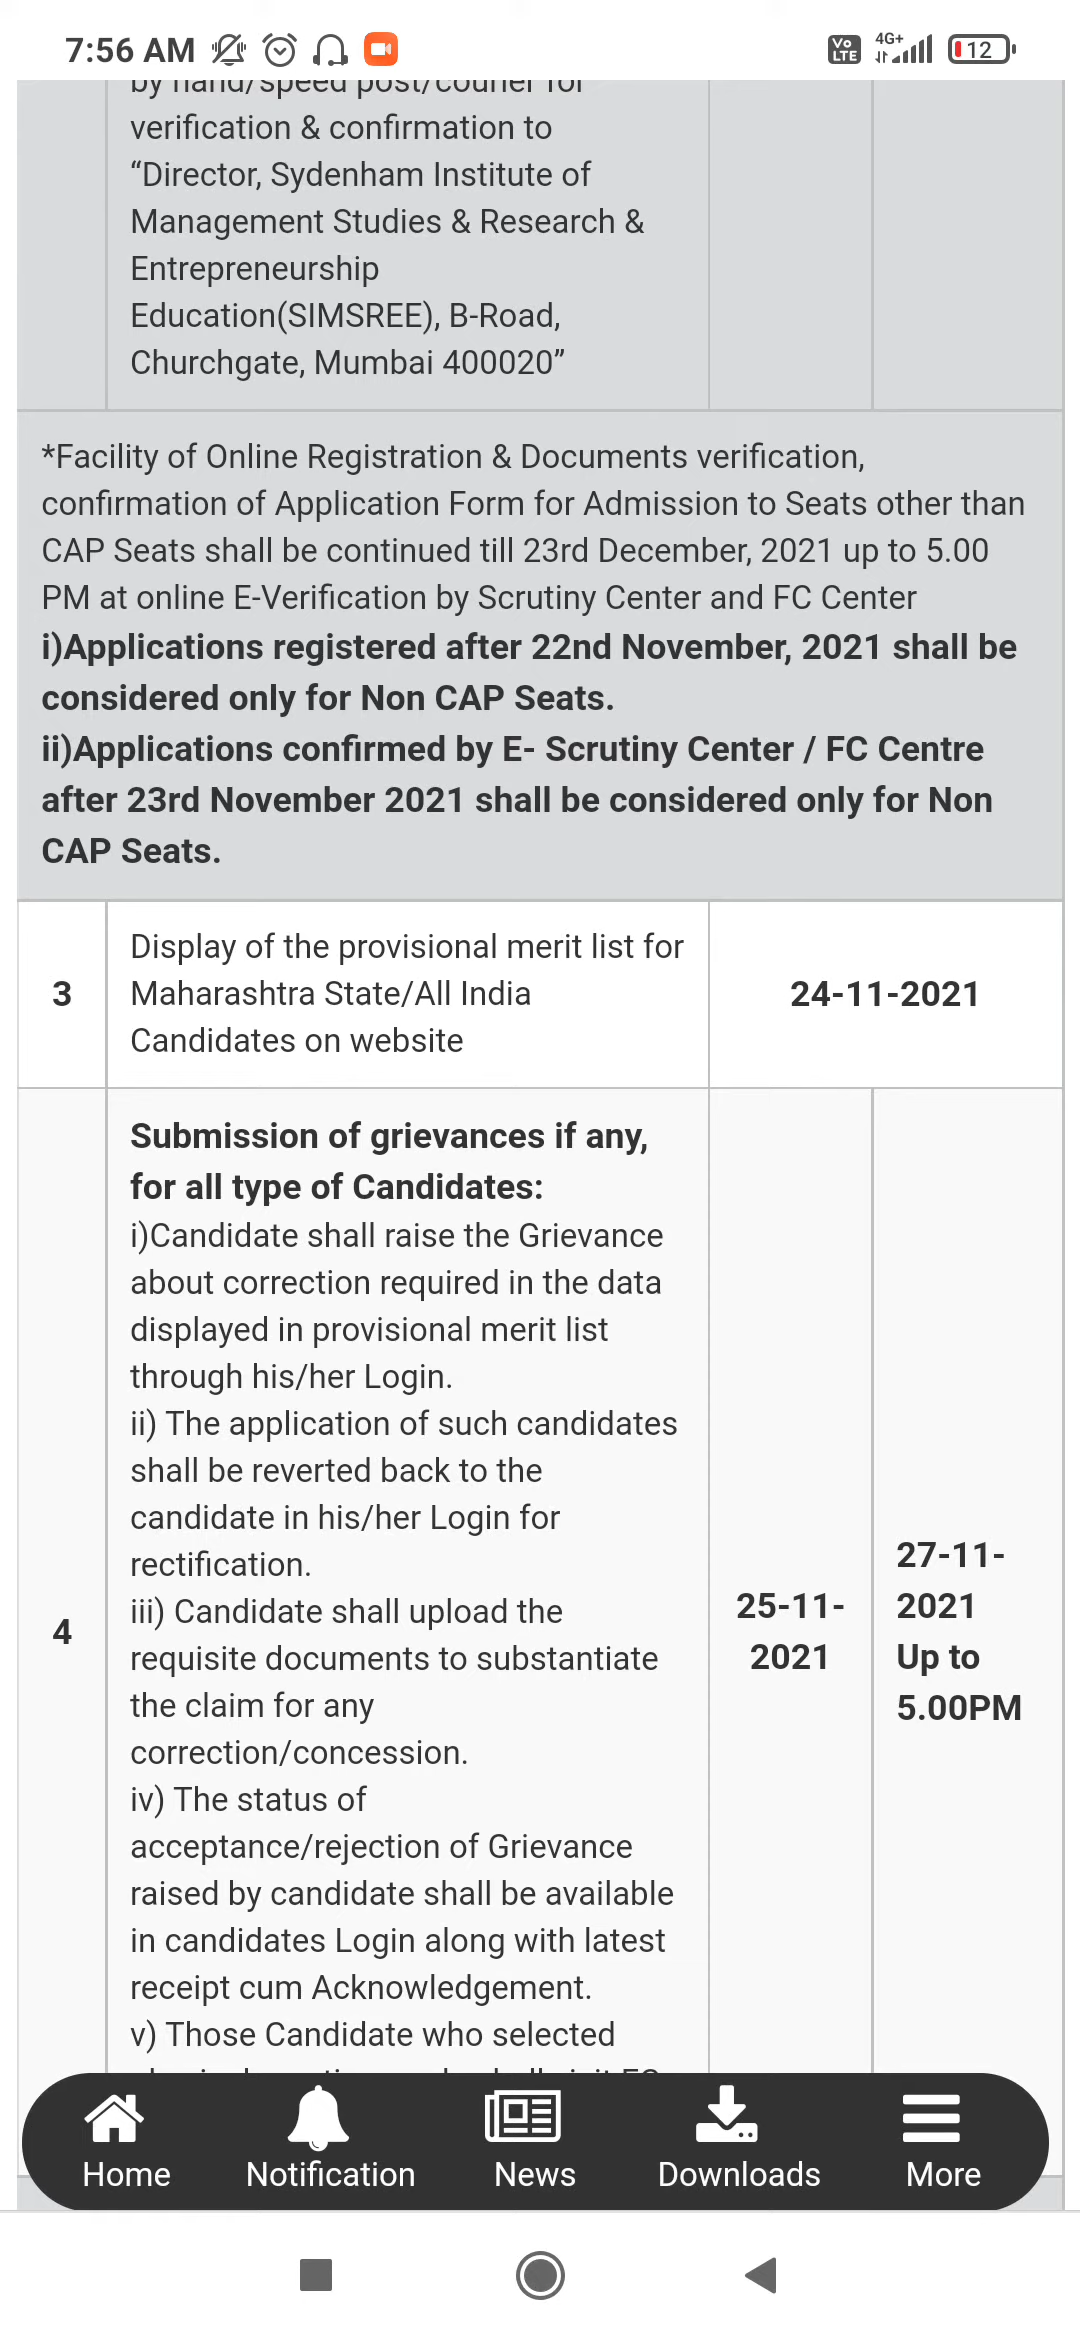 7:56 AM
Vo LTE 4G+ 12
by hand/speed post/courier for
verification & confirmation to
“Director, Sydenham Institute of
Management Studies & Research &
Entrepreneurship
Education(SIMSREE), B-Road,
Churchgate, Mumbai 400020”
*Facility of Online Registration & Documents verification,
confirmation of Application Form for Admission to Seats other than
CAP Seats shall be continued till 23rd December, 2021 up to 5.00
PM at online E-Verification by Scrutiny Center and FC Center
i)Applications registered after 22nd November, 2021 shall be
considered only for Non CAP Seats.
ii)Applications confirmed by E- Scrutiny Center / FC Centre
after 23rd November 2021 shall be considered only for Non
CAP Seats.
3
Display of the provisional merit list for
Maharashtra State/All India
Candidates on website
24-11-2021
4
Submission of grievances if any,
for all type of Candidates:
i)Candidate shall raise the Grievance
about correction required in the data
displayed in provisional merit list
through his/her Login.
ii) The application of such candidates
shall be reverted back to the
candidate in his/her Login for
rectification.
iii) Candidate shall upload the
requisite documents to substantiate
the claim for any
correction/concession.
iv) The status of
acceptance/rejection of Grievance
raised by candidate shall be available
in candidates Login along with latest
receipt cum Acknowledgement.
v) Those Candidate who selected
25-11-
2021
27-11-
2021
Up to
5.00PM
Home Notification News Downloads More